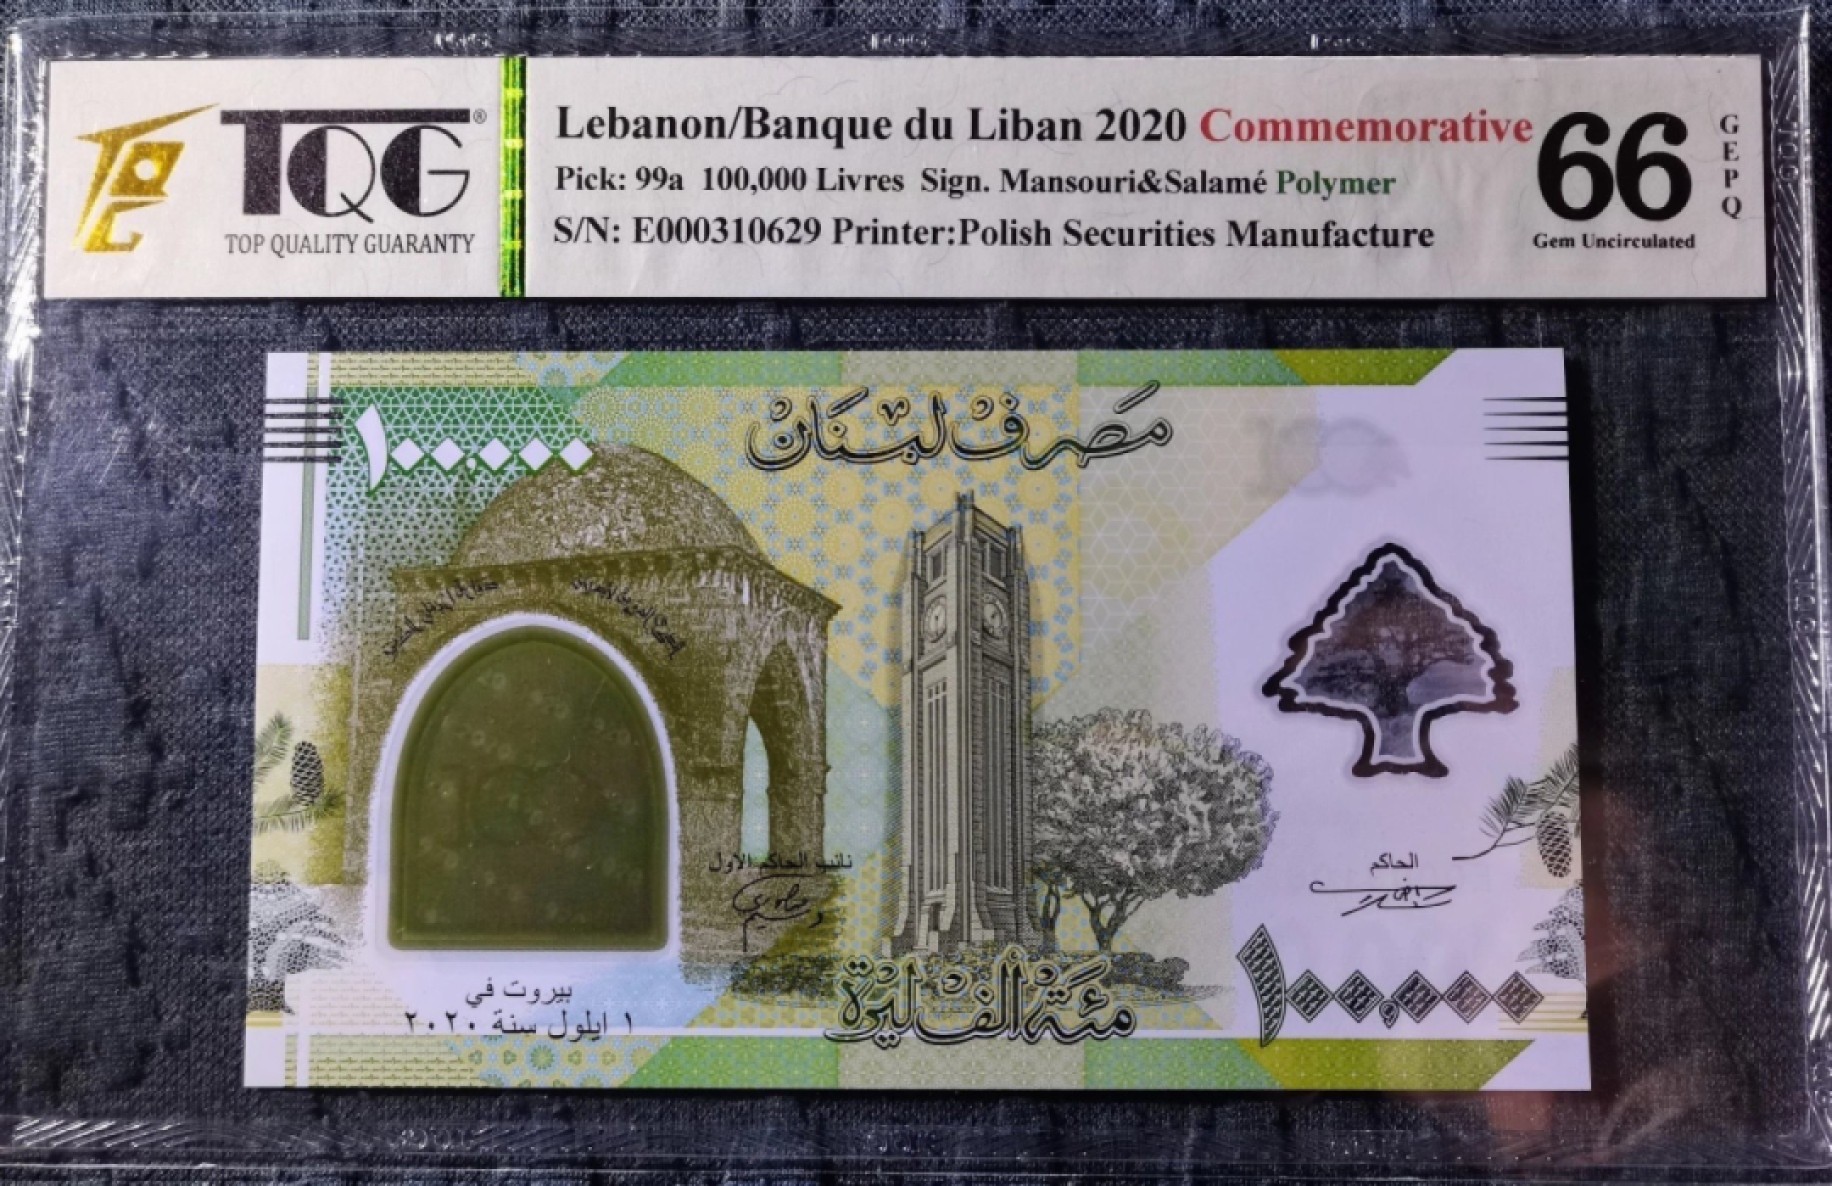 TQG®
TOP QUALITY GUARANTY
Lebanon/Banque du Liban 2020 Commemorative
Pick: 99a 100,000 Livres Sign. Mansouri&Salamé Polymer
S/N: E000310629 Printer:Polish Securities Manufacture
66
Gem Uncirculated
GEPQ
مصرف لبنان
١٠٠,٠٠٠
نائب الحاكم الأول
الحاكم
بيروت في
١ ايلول سنة ٢٠٢٠
مئة ألف ليرة
١٠٠,٠٠٠